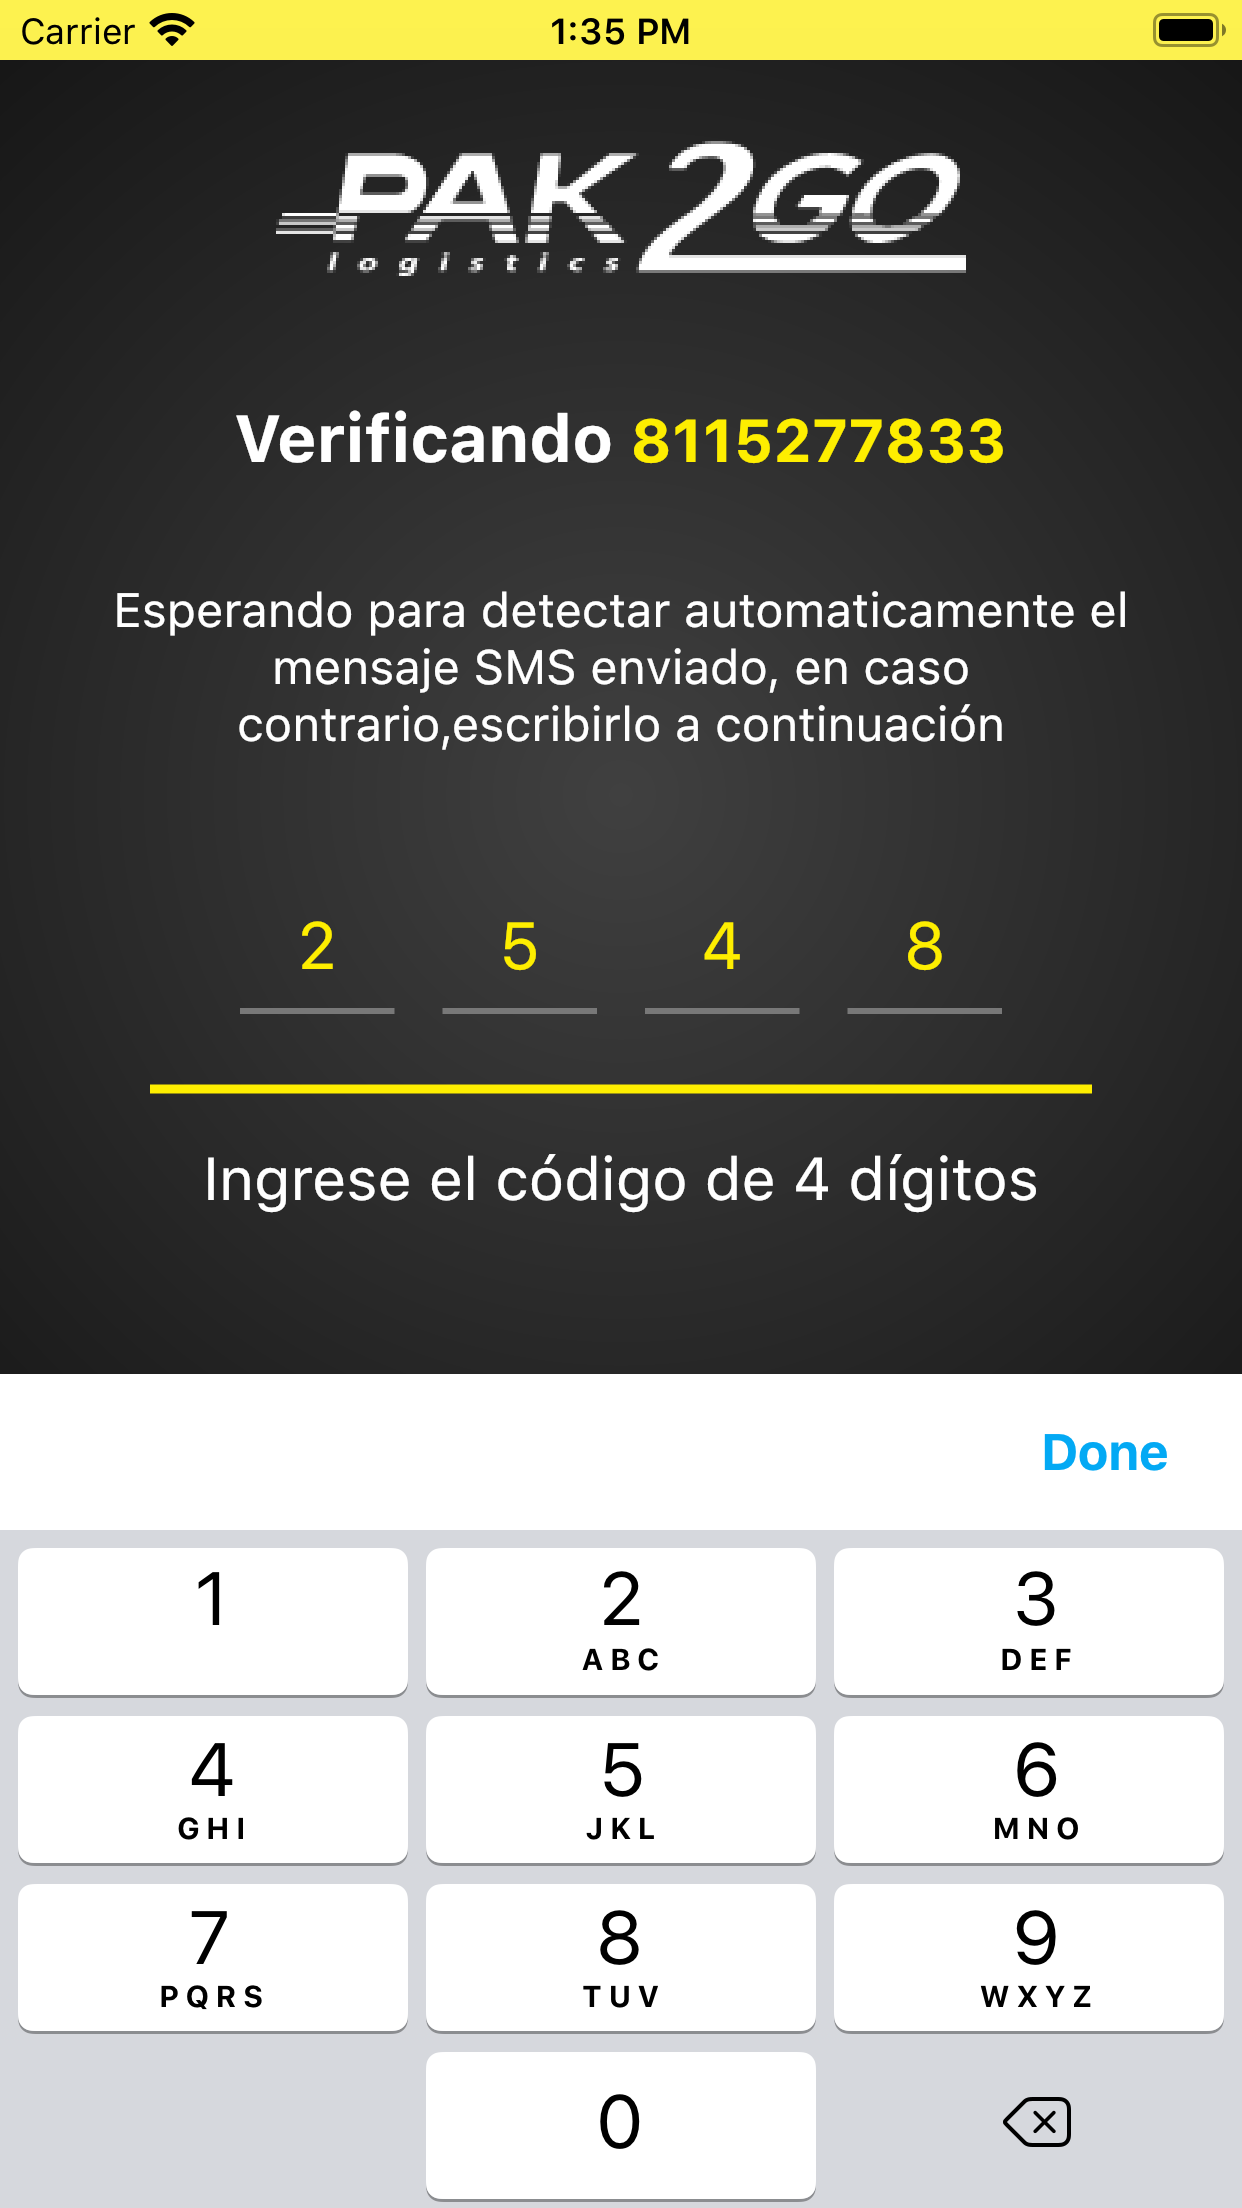 Carrier 1:35 PM
PAK2GO
logistics
Verificando 8115277833
Esperando para detectar automaticamente el
mensaje SMS enviado, en caso
contrario,escribirlo a continuación
2 5 4 8
Ingrese el código de 4 dígitos
Done
1 2 3
ABC DEF
4 5 6
GHI JKL MNO
7 8 9
PQRS TUV WXYZ
0